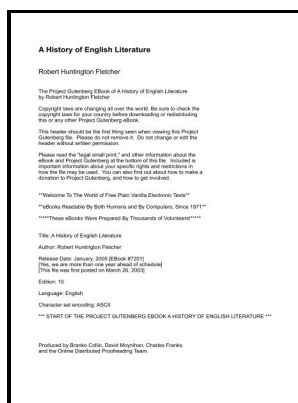 A History of English Literature
Robert Huntington Fletcher
The Project Gutenberg EBook of A History of English Literature
by Robert Huntington Fletcher
Copyright laws are changing all over the world. Be sure to check the
copyright laws for your country before downloading or redistributing
this or any other Project Gutenberg eBook.
This header should be the first thing seen when viewing this Project
Gutenberg file.  Please do not remove it.  Do not change or edit the
header without written permission.
Please read the "legal small print," and other information about the
eBook and Project Gutenberg at the bottom of this file.  Included is
important information about your specific rights and restrictions in
how the file may be used.  You can also find out about how to make a
donation to Project Gutenberg, and how to get involved.
**Welcome To The World of Free Plain Vanilla Electronic Texts**
**eBooks Readable By Both Humans and By Computers, Since 1971**
*****These eBooks Were Prepared By Thousands of Volunteers!*****
Title: A History of English Literature
Author: Robert Huntington Fletcher
Release Date: January, 2005 [EBook #7201]
[Yes, we are more than one year ahead of schedule]
[This file was first posted on March 26, 2003]
Edition: 10
Language: English
Character set encoding: ASCII
*** START OF THE PROJECT GUTENBERG EBOOK A HISTORY OF ENGLISH LITERATURE ***
Produced by Branko Collin, David Moynihan, Charles Franks
and the Online Distributed Proofreading Team.